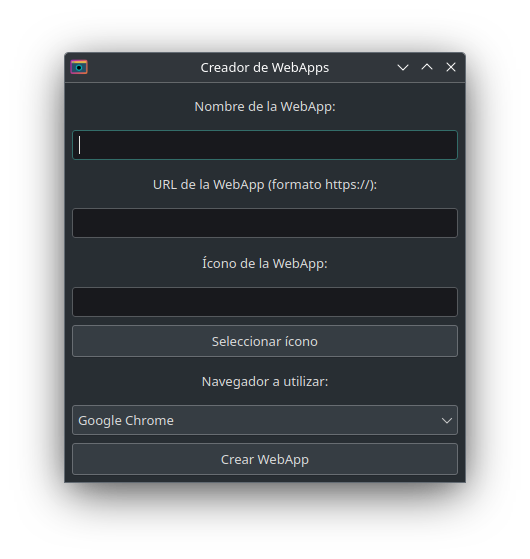 Creador de WebApps
Nombre de la WebApp:
URL de la WebApp (formato https://):
Ícono de la WebApp:
Seleccionar ícono
Navegador a utilizar:
Google Chrome
Crear WebApp